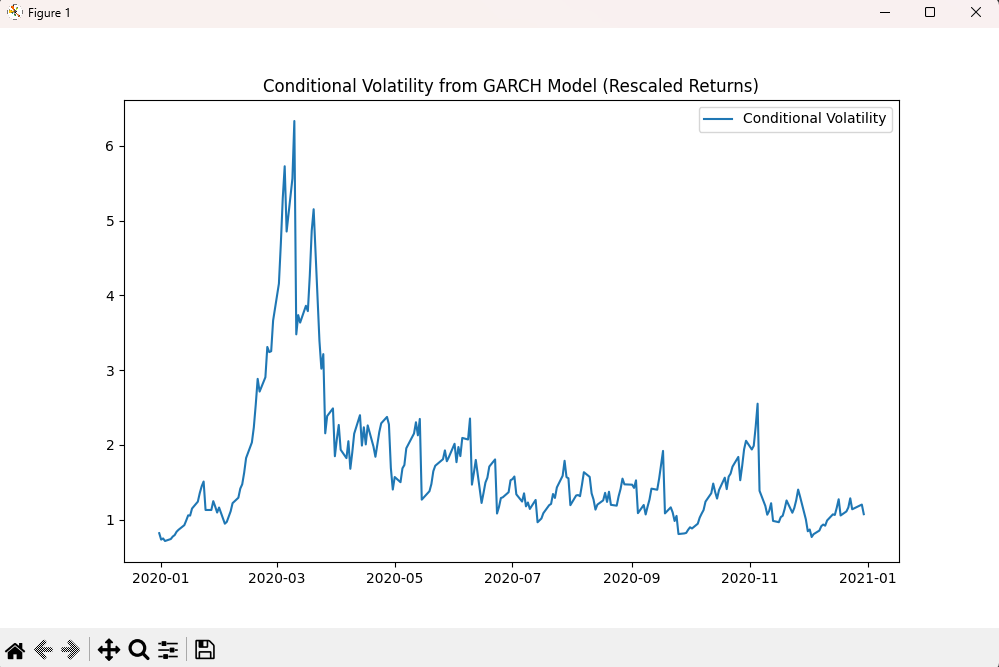 Figure 1
Conditional Volatility from GARCH Model (Rescaled Returns)
Conditional Volatility
6
5
4
3
2
1
2020-01 2020-03 2020-05 2020-07 2020-09 2020-11 2021-01